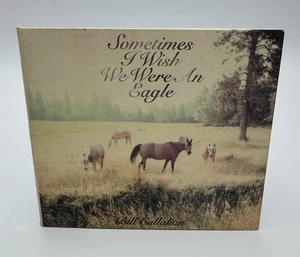 Sometimes
I Wish
We Were An
Eagle
Bill Callahan